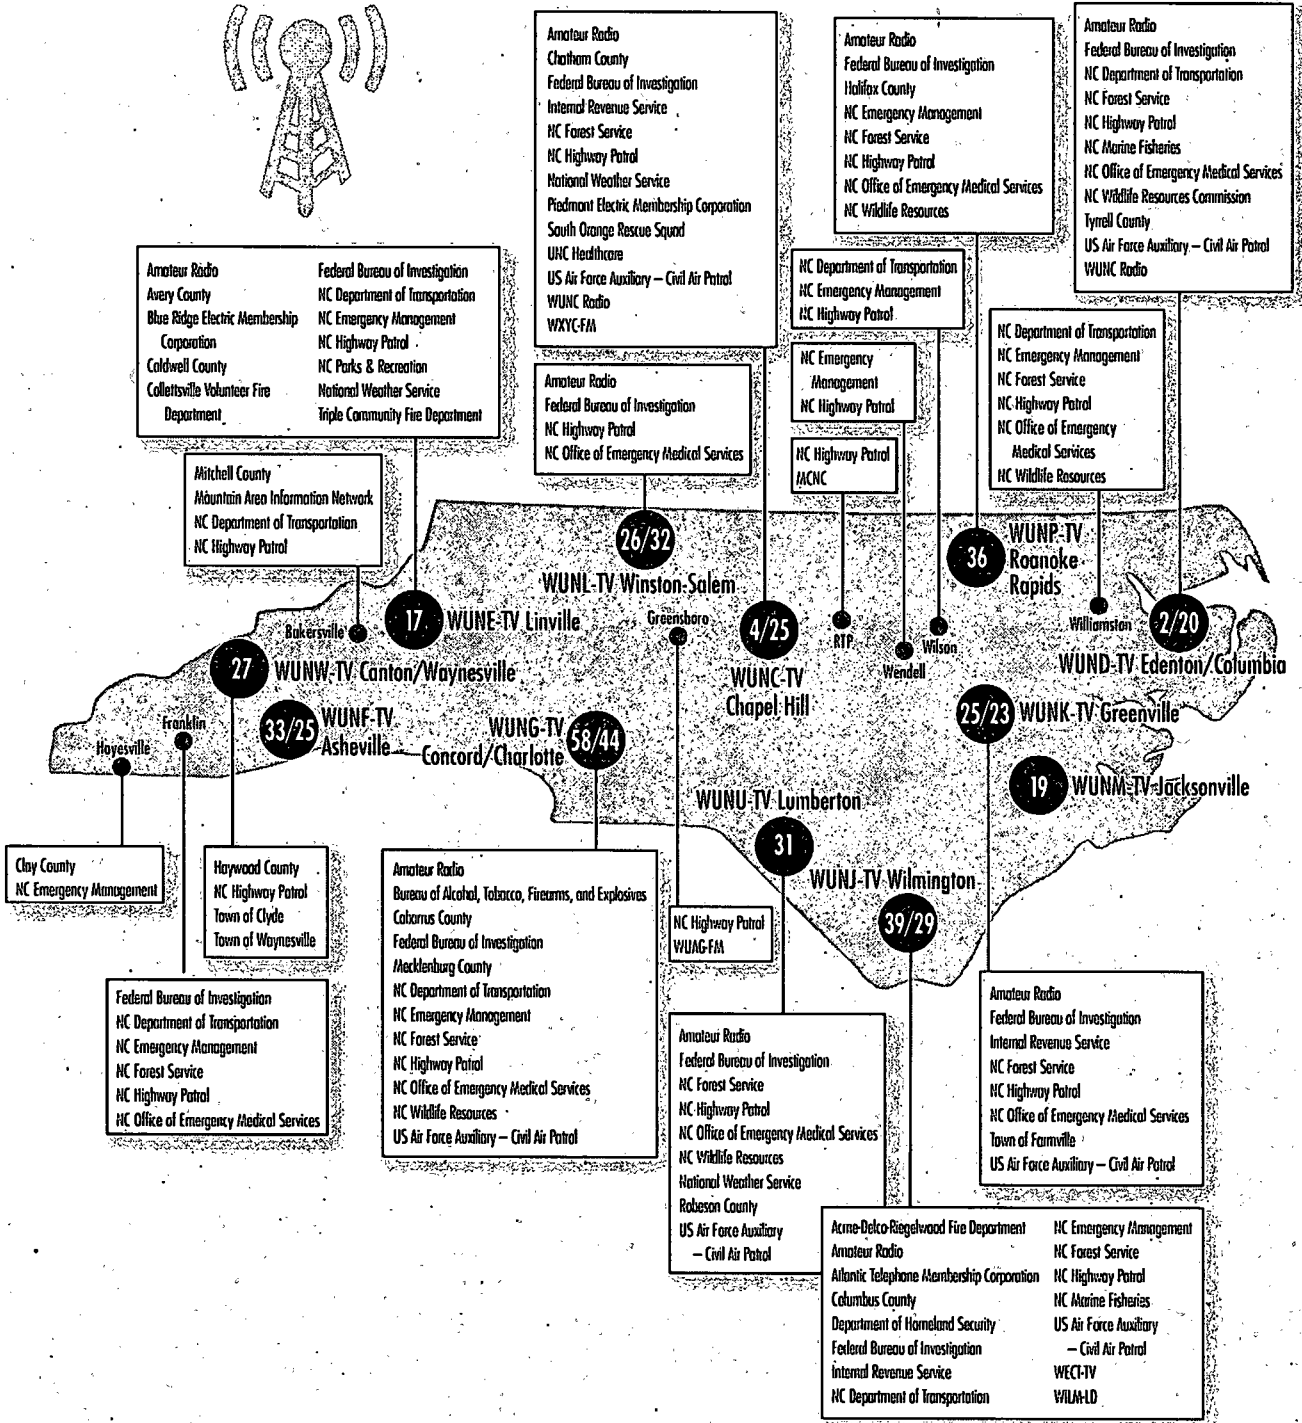 Amateur Radio
Chatham County
Federal Bureau of Investigation
Internal Revenue Service
NC Forest Service
NC Highway Patrol
National Weather Service
Piedmont Electric Membership Corporation
South Orange Rescue Squad
UNC Healthcare
US Air Force Auxiliary – Civil Air Patrol
WUNC Radio
WXYC-FM
Amateur Radio
Federal Bureau of Investigation
Halifax County
NC Emergency Management
NC Forest Service
NC Highway Patrol
NC Office of Emergency Medical Services
NC Wildlife Resources
Amateur Radio
Federal Bureau of Investigation
NC Department of Transportation
NC Forest Service
NC Highway Patrol
NC Marine Fisheries
NC Office of Emergency Medical Services
NC Wildlife Resources Commission
Tyrrell County
US Air Force Auxiliary – Civil Air Patrol
WUNC Radio
Amateur Radio
Avery County
Blue Ridge Electric Membership
Corporation
Caldwell County
Collettsville Volunteer Fire
Department
Federal Bureau of Investigation
NC Department of Transportation
NC Emergency Management
NC Highway Patrol
NC Parks & Recreation
National Weather Service
Triple Community Fire Department
NC Department of Transportation
NC Emergency Management
NC Highway Patrol
NC Department of Transportation
NC Emergency Management
NC Forest Service
NC Highway Patrol
NC Office of Emergency
Medical Services
NC Wildlife Resources
NC Emergency
Management
NC Highway Patrol
Amateur Radio
Federal Bureau of Investigation
NC Highway Patrol
NC Office of Emergency Medical Services
NC Highway Patrol
MCNC
Mitchell County
Mountain Area Information Network
NC Department of Transportation
NC Highway Patrol
26/32
WUNL-TV Winston-Salem
36
WUNP-TV
Roanoke
Rapids
Bakersville
17
WUNE-TV Linville
Greensboro
4/25
WUNC-TV
Chapel Hill
RTP
Wendell
Wilson
Williamston
2/20
WUND-TV Edenton/Columbia
27
WUNW-TV Canton/Waynesville
Franklin
Hayesville
33/25
WUNF-TV
Asheville
WUNG-TV
Concord/Charlotte
58/44
25/23
WUNK-TV Greenville
19
WUNM-TV Jacksonville
WUNU-TV Lumberton
31
WUNJ-TV Wilmington
39/29
Clay County
NC Emergency Management
Haywood County
NC Highway Patrol
Town of Clyde
Town of Waynesville
Federal Bureau of Investigation
NC Department of Transportation
NC Emergency Management
NC Forest Service
NC Highway Patrol
NC Office of Emergency Medical Services
Amateur Radio
Bureau of Alcohol, Tobacco, Firearms, and Explosives
Cabarrus County
Federal Bureau of Investigation
Mecklenburg County
NC Department of Transportation
NC Emergency Management
NC Forest Service
NC Highway Patrol
NC Office of Emergency Medical Services
NC Wildlife Resources
US Air Force Auxiliary – Civil Air Patrol
NC Highway Patrol
WUAG-FM
Amateur Radio
Federal Bureau of Investigation
NC Forest Service
NC Highway Patrol
NC Office of Emergency Medical Services
NC Wildlife Resources
National Weather Service
Robeson County
US Air Force Auxiliary
– Civil Air Patrol
Amateur Radio
Federal Bureau of Investigation
Internal Revenue Service
NC Forest Service
NC Highway Patrol
NC Office of Emergency Medical Services
Town of Farmville
US Air Force Auxiliary – Civil Air Patrol
Acme-Delco-Riegelwood Fire Department
Amateur Radio
Atlantic Telephone Membership Corporation
Columbus County
Department of Homeland Security
Federal Bureau of Investigation
Internal Revenue Service
NC Department of Transportation
NC Emergency Management
NC Forest Service
NC Highway Patrol
NC Marine Fisheries
US Air Force Auxiliary
– Civil Air Patrol
WECT-TV
WILM-LD